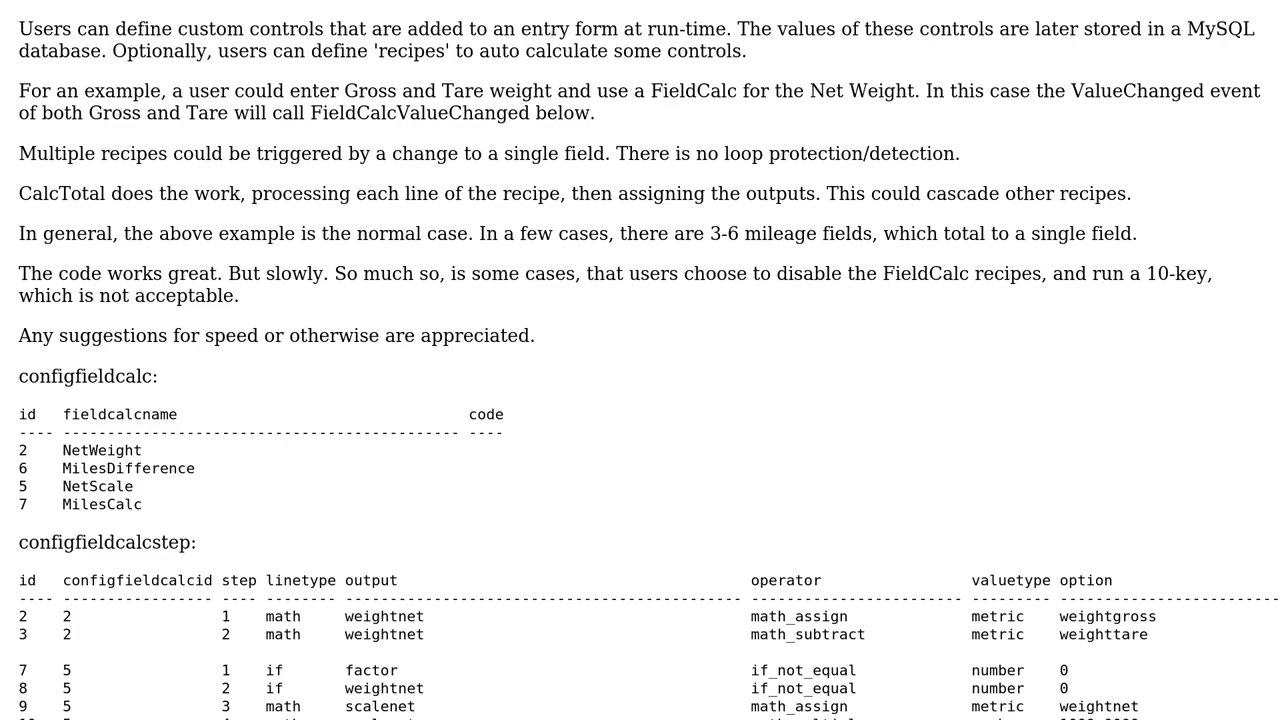 Users can define custom controls that are added to an entry form at run-time. The values of these controls are later stored in a MySQL
database. Optionally, users can define 'recipes' to auto calculate some controls.
For an example, a user could enter Gross and Tare weight and use a FieldCalc for the Net Weight. In this case the ValueChanged event
of both Gross and Tare will call FieldCalcValueChanged below.
Multiple recipes could be triggered by a change to a single field. There is no loop protection/detection.
CalcTotal does the work, processing each line of the recipe, then assigning the outputs. This could cascade other recipes.
In general, the above example is the normal case. In a few cases, there are 3-6 mileage fields, which total to a single field.
The code works great. But slowly. So much so, is some cases, that users choose to disable the FieldCalc recipes, and run a 10-key,
which is not acceptable.
Any suggestions for speed or otherwise are appreciated.
configfieldcalc:
id   fieldcalcname                                 code
---- --------------------------------------------- ----
2    NetWeight
6    MilesDifference
5    NetScale
7    MilesCalc
configfieldcalcstep:
id   configfieldcalcid step linetype output                                        operator                 valuetype option
---- ----------------- ---- -------- --------------------------------------------- ------------------------ --------- -------------------------
2    2                 1    math     weightnet                                     math_assign              metric    weightgross
3    2                 2    math     weightnet                                     math_subtract            metric    weighttare
7    5                 1    if       factor                                        if_not_equal             number    0
8    5                 2    if       weightnet                                     if_not_equal             number    0
9    5                 3    math     scalenet                                      math_assign              metric    weightnet